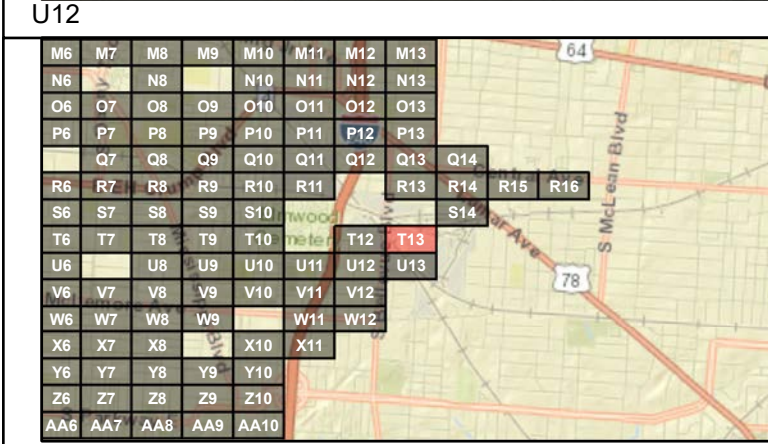 U12
M6 M7 M8 M9 M10 M11 M12 M13
64
N6 N8 N10 N11 N12 N13
O6 O7 O8 O9 O10 O11 O12 O13
P6 P7 P8 P9 P10 P11 P12 P13
Q7 Q8 Q9 Q10 Q11 Q12 Q13 Q14
Central Ave
R6 R7 R8 R9 R10 R11 R13 R14 R15 R16
S McLean Blvd
S6 S7 S8 S9 S10 S14
T6 T7 T8 T9 T10 T12 T13
U6 U8 U9 U10 U11 U12 U13
78
V6 V7 V8 V9 V10 V11 V12
W6 W7 W8 W9 W11 W12
X6 X7 X8 X10 X11
Y6 Y7 Y8 Y9 Y10
Z6 Z7 Z8 Z9 Z10
AA6 AA7 AA8 AA9 AA10